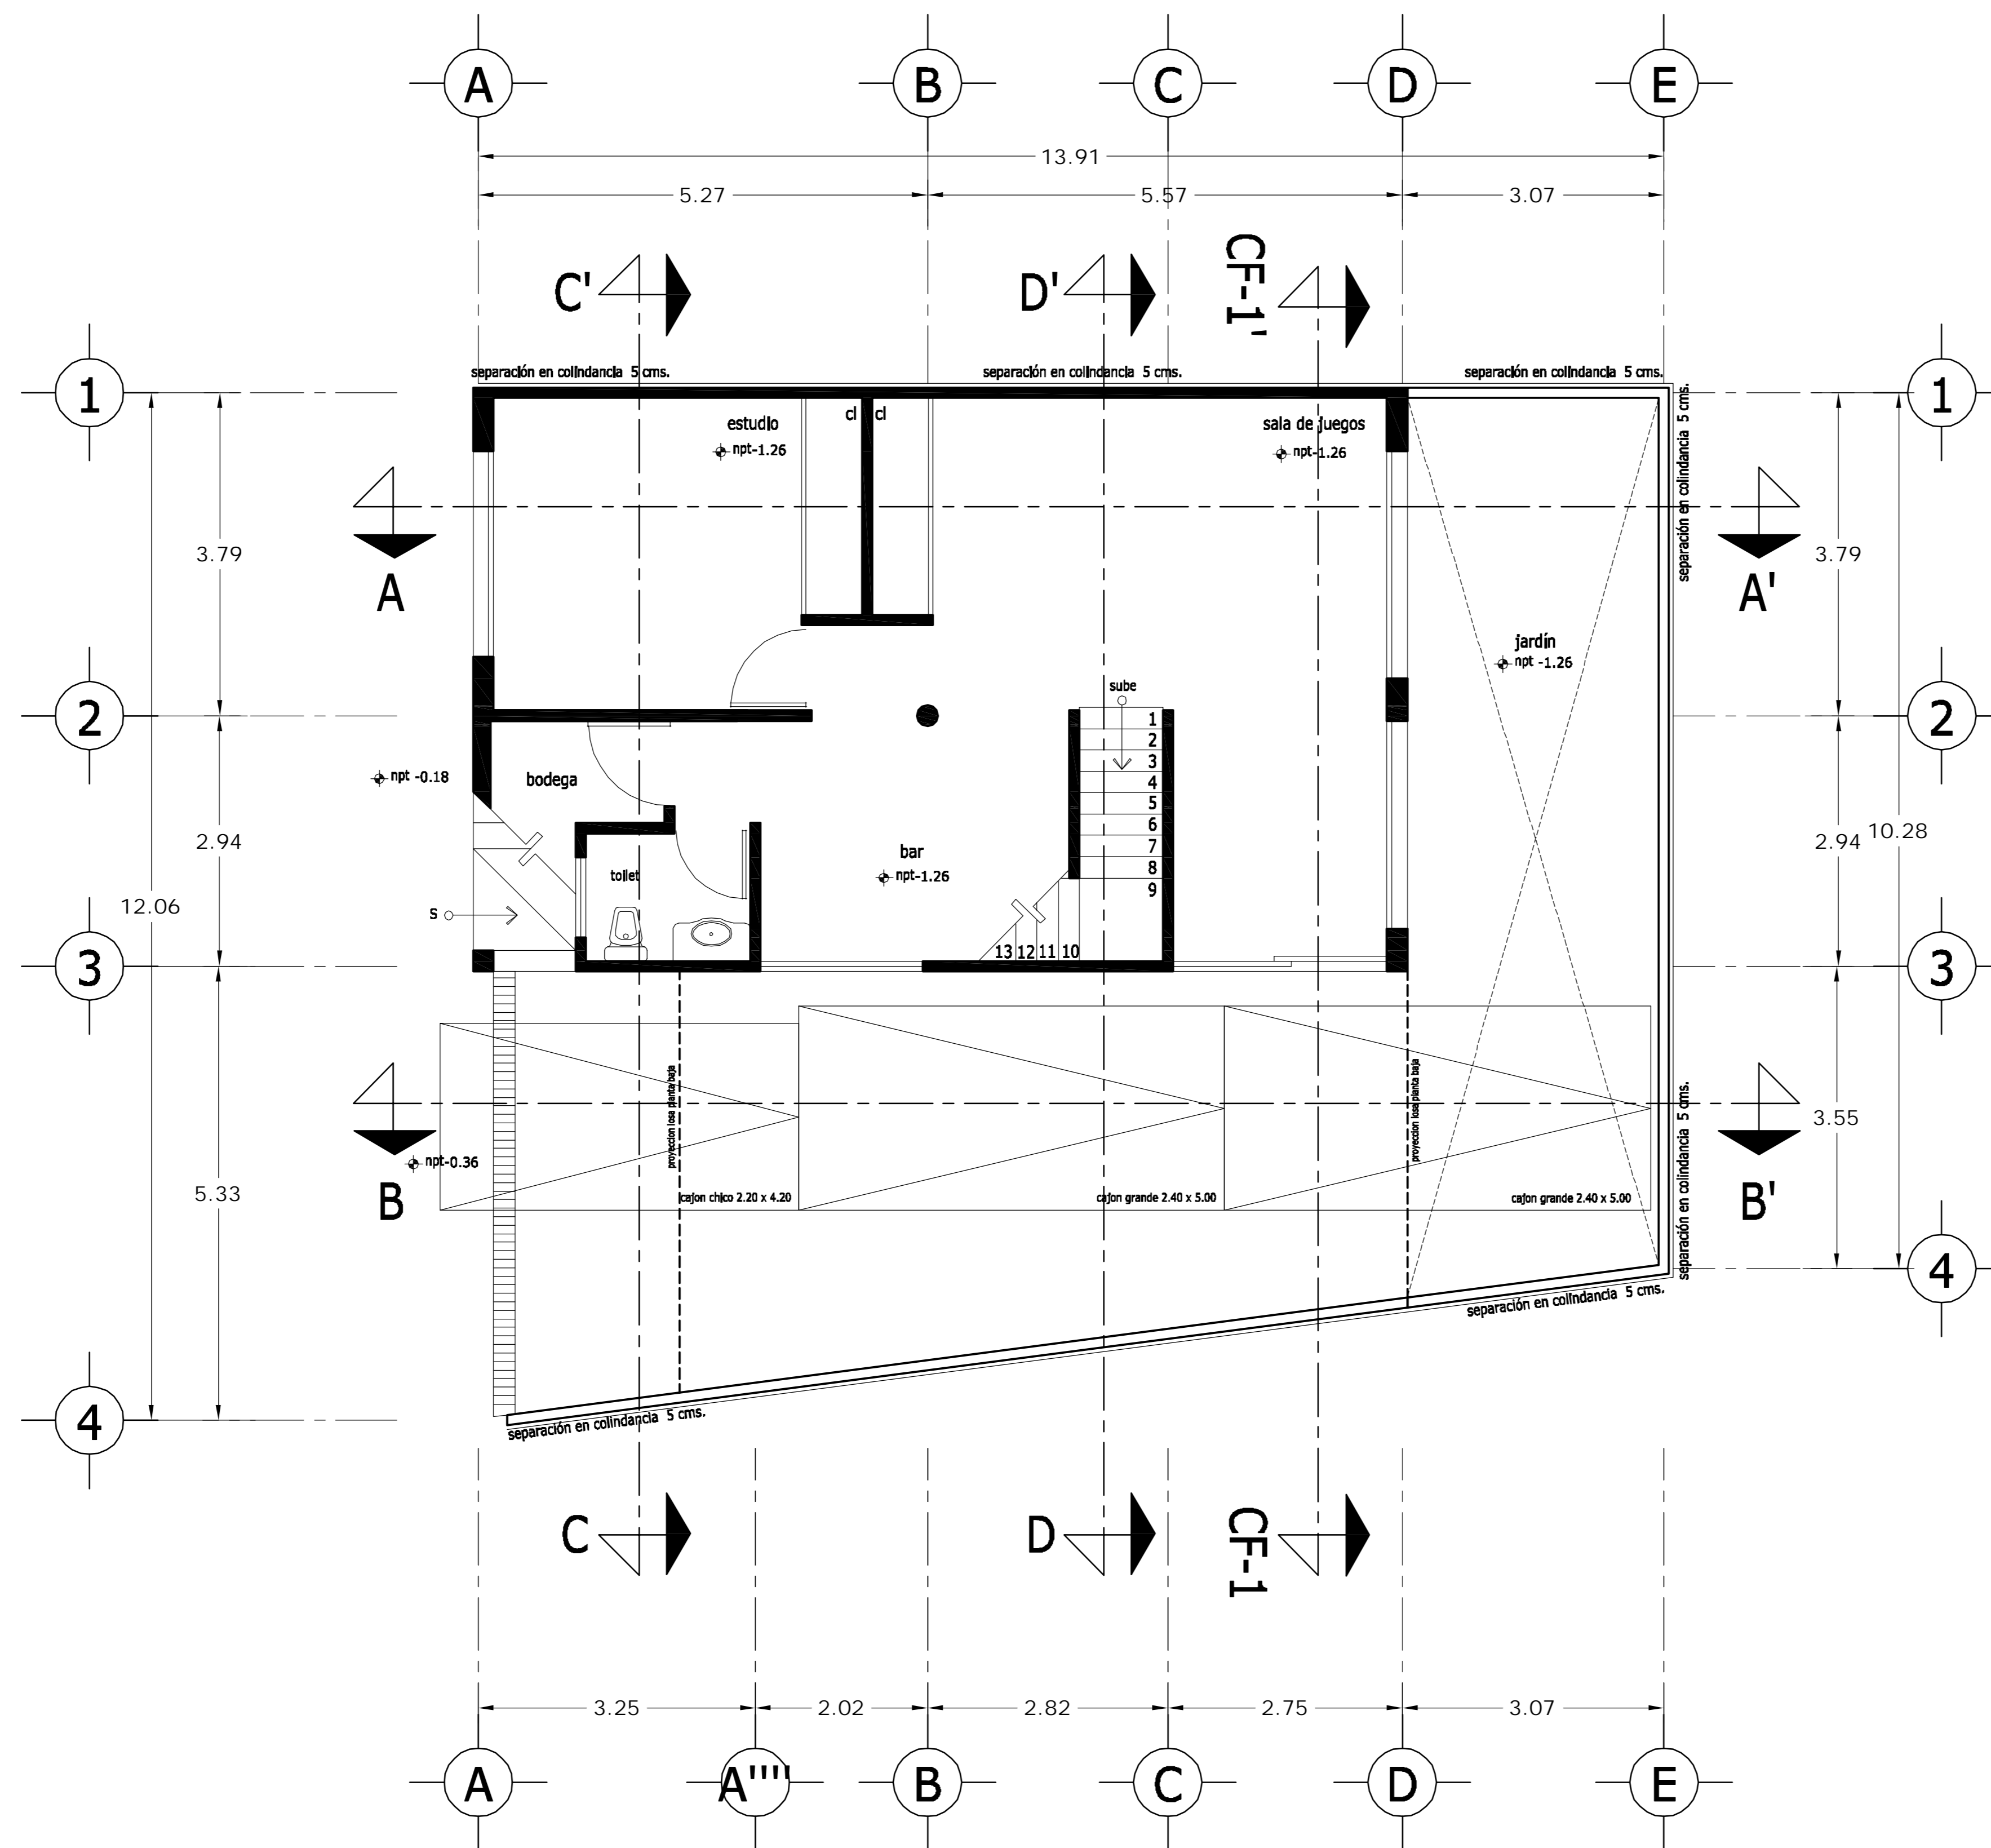 A B C D E
13.91
5.27 5.57 3.07
C' D' CF-1'
separación en colindancia 5 cms. separación en colindancia 5 cms. separación en colindancia 5 cms.
1 1
cl cl
estudio sala de juegos
npt-1.26 npt-1.26
separación en colindancia 5 cms.
3.79 3.79
A A'
jardín
npt -1.26
sube
2 2
1
2
3
4
5
6
7
8
9
npt -0.18
bodega
2.94 2.94 10.28
bar
npt-1.26
toilet
12.06
s
13 12 11 10
3 3
proyeccion losa planta baja proyeccion losa planta baja
separación en colindancia 5 cms.
3.55
npt-0.36
5.33
B B'
cajon chico 2.20 x 4.20 cajon grande 2.40 x 5.00 cajon grande 2.40 x 5.00
4
separación en colindancia 5 cms.
4
separación en colindancia 5 cms.
C D CF-1
3.25 2.02 2.82 2.75 3.07
A A'''' B C D E